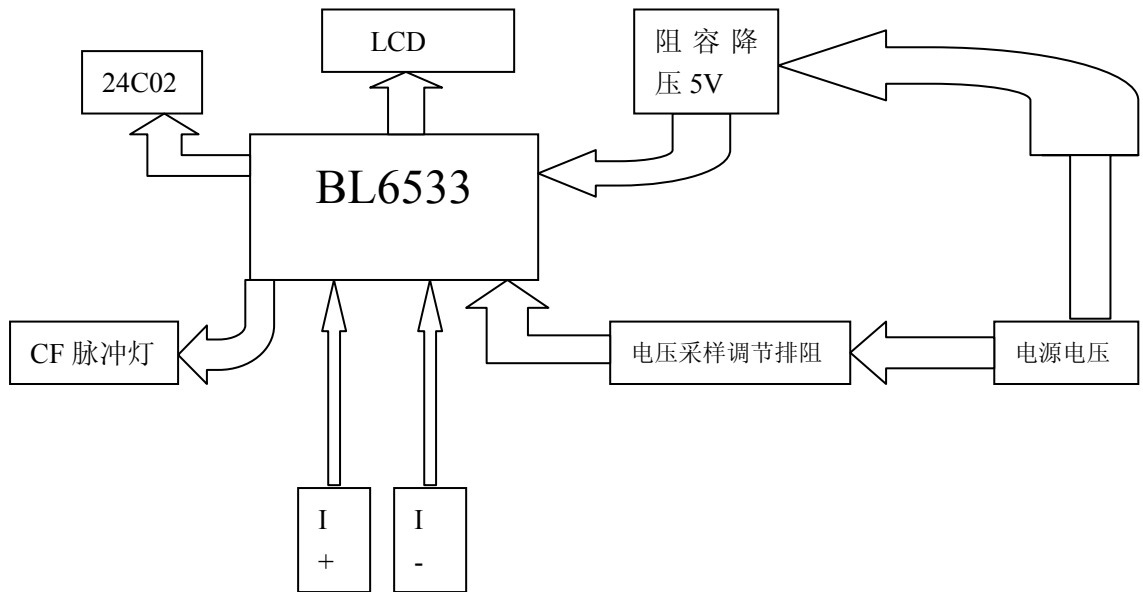 LCD
阻容降
压 5V
24C02
BL6533
CF 脉冲灯
电压采样调节排阻
电源电压
I
+
I
-